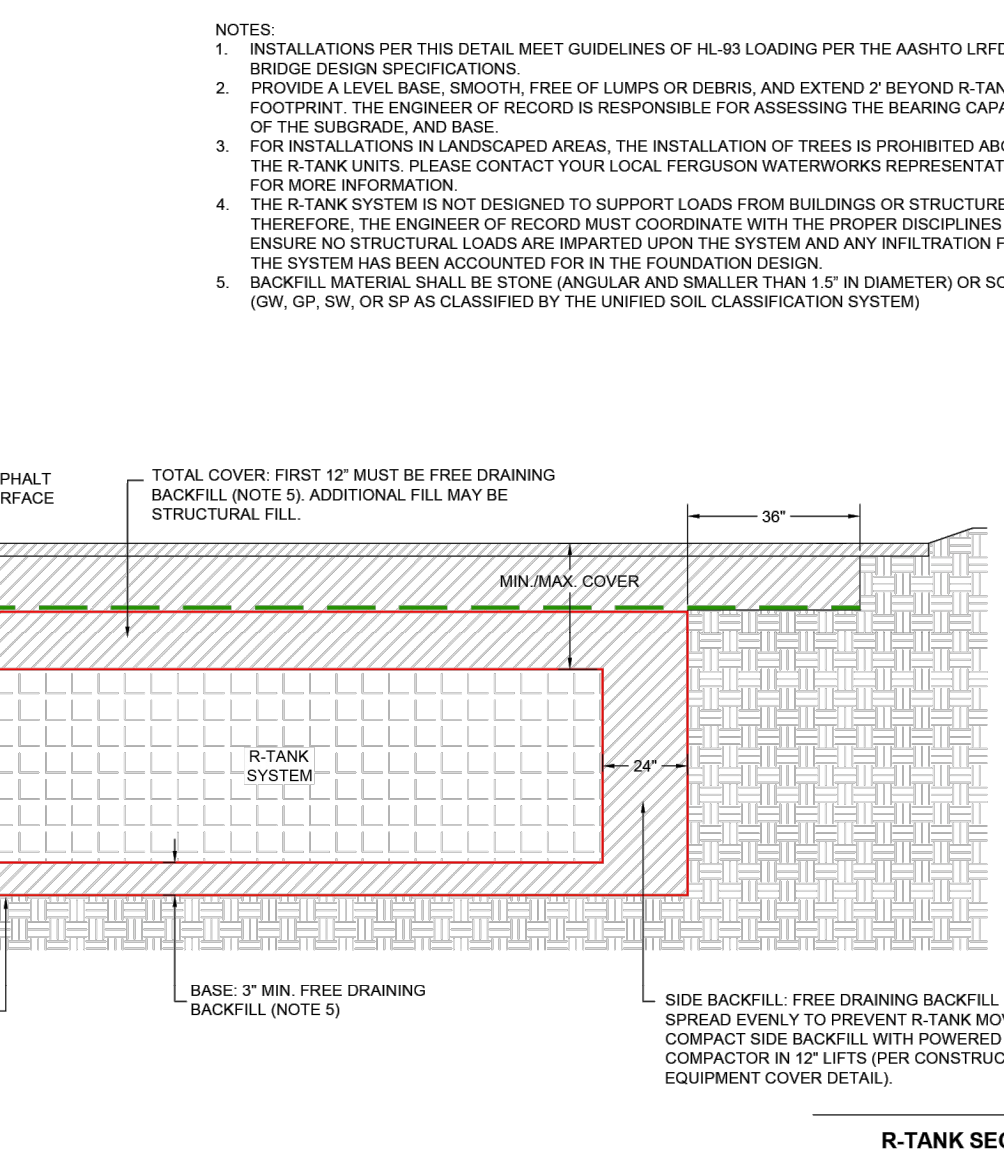 NOTES:
1. INSTALLATIONS PER THIS DETAIL MEET GUIDELINES OF HL-93 LOADING PER THE AASHTO LRFD
BRIDGE DESIGN SPECIFICATIONS.
2. PROVIDE A LEVEL BASE, SMOOTH, FREE OF LUMPS OR DEBRIS, AND EXTEND 2' BEYOND R-TAN
FOOTPRINT. THE ENGINEER OF RECORD IS RESPONSIBLE FOR ASSESSING THE BEARING CAPA
OF THE SUBGRADE, AND BASE.
3. FOR INSTALLATIONS IN LANDSCAPED AREAS, THE INSTALLATION OF TREES IS PROHIBITED ABO
THE R-TANK UNITS. PLEASE CONTACT YOUR LOCAL FERGUSON WATERWORKS REPRESENTAT
FOR MORE INFORMATION.
4. THE R-TANK SYSTEM IS NOT DESIGNED TO SUPPORT LOADS FROM BUILDINGS OR STRUCTURE
THEREFORE, THE ENGINEER OF RECORD MUST COORDINATE WITH THE PROPER DISCIPLINES
ENSURE NO STRUCTURAL LOADS ARE IMPARTED UPON THE SYSTEM AND ANY INFILTRATION F
THE SYSTEM HAS BEEN ACCOUNTED FOR IN THE FOUNDATION DESIGN.
5. BACKFILL MATERIAL SHALL BE STONE (ANGULAR AND SMALLER THAN 1.5" IN DIAMETER) OR SO
(GW, GP, SW, OR SP AS CLASSIFIED BY THE UNIFIED SOIL CLASSIFICATION SYSTEM)
PHALT
RFACE
TOTAL COVER: FIRST 12" MUST BE FREE DRAINING
BACKFILL (NOTE 5). ADDITIONAL FILL MAY BE
STRUCTURAL FILL.
36"
MIN./MAX. COVER
R-TANK
SYSTEM
24"
BASE: 3" MIN. FREE DRAINING
BACKFILL (NOTE 5)
SIDE BACKFILL: FREE DRAINING BACKFILL
SPREAD EVENLY TO PREVENT R-TANK MOV
COMPACT SIDE BACKFILL WITH POWERED
COMPACTOR IN 12" LIFTS (PER CONSTRUC
EQUIPMENT COVER DETAIL).
R-TANK SEC